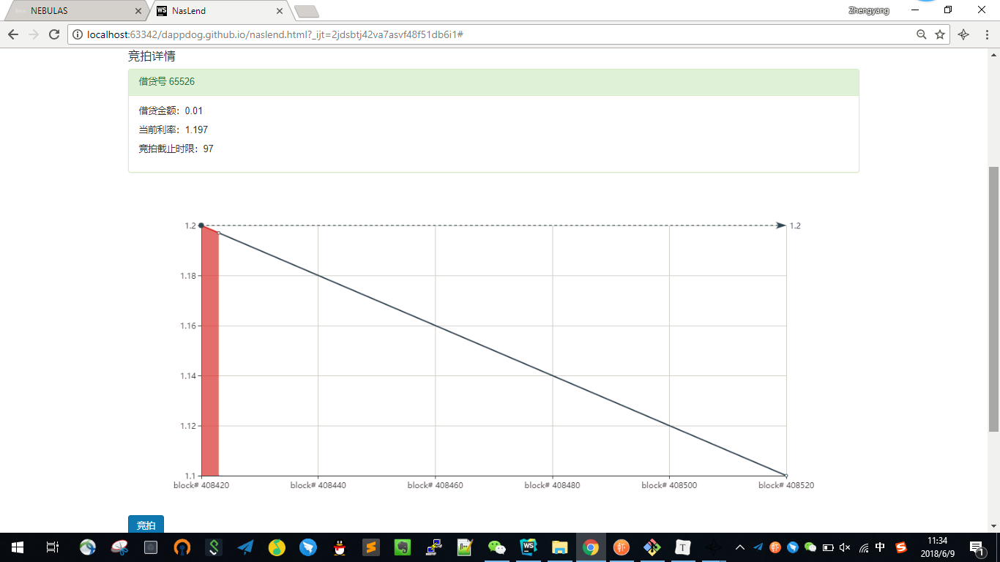 NEBULAS
NasLend
Zhengyang
localhost:63342/dappdog.github.io/naslend.html?_ijt=2jdsbtj42va7asvf48f51db6i1#
竞拍详情
借贷号 65526
借贷金额：0.01
当前利率：1.197
竞拍截止时限：97
1.2
1.2
1.18
1.16
1.14
1.12
1.1
block# 408420 block# 408440 block# 408460 block# 408480 block# 408500 block# 408520
竞拍
中
11:34
2018/6/9
1